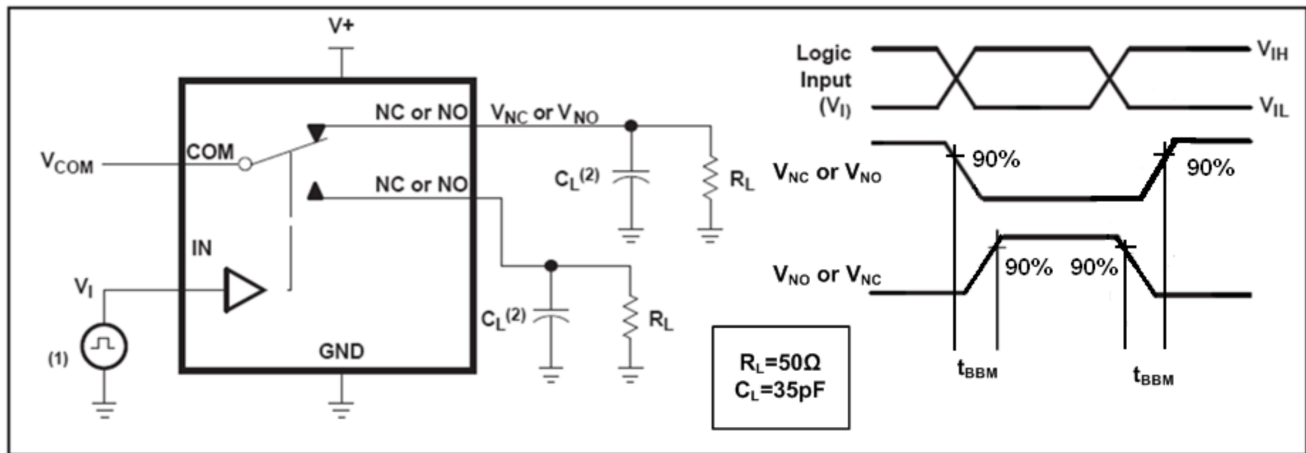 V+
NC or NO
V_NC or V_NO
V_COM
COM
C_L(2)
R_L
NC or NO
IN
V_I
C_L(2)
R_L
(1)
GND
R_L=50Ω
C_L=35pF
Logic
Input
(V_I)
V_IH
V_IL
90%
90%
V_NC or V_NO
90%
90%
V_NO or V_NC
t_BBM
t_BBM